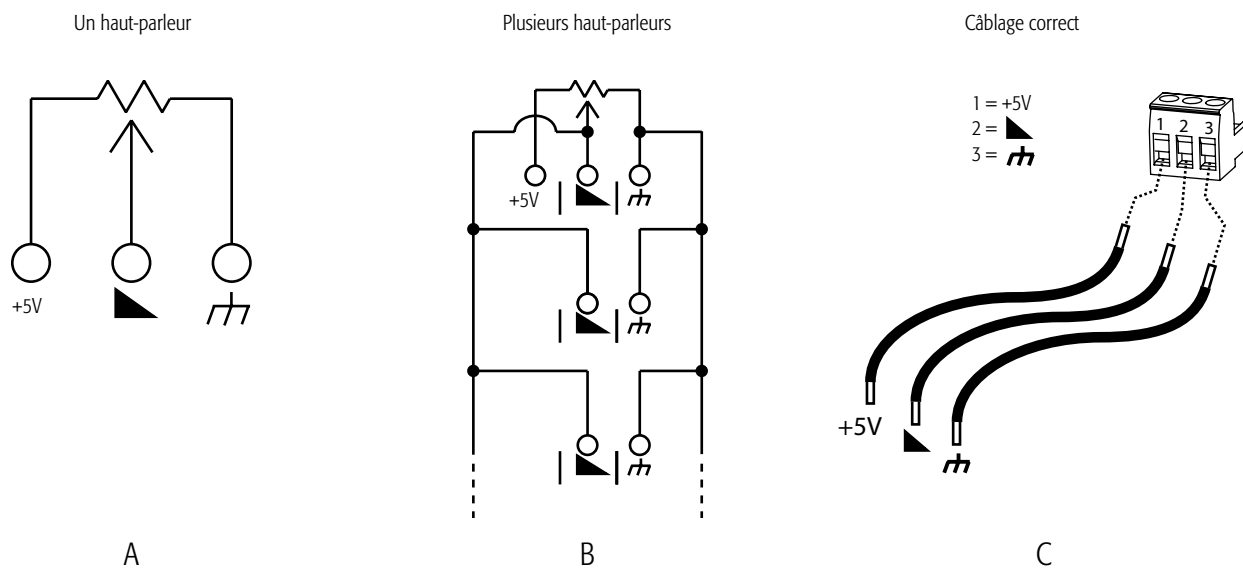 Un haut-parleur
Plusieurs haut-parleurs
Câblage correct
+5V
+5V
1 = +5V
2 =
3 =
1 2 3
+5V
A
B
C